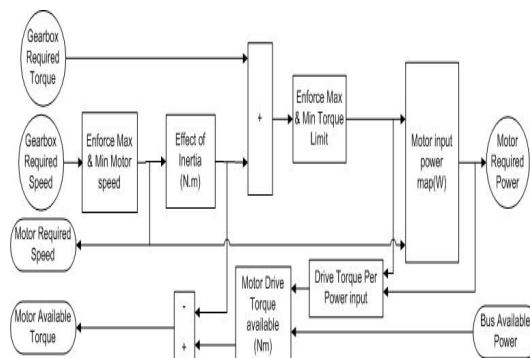 Gearbox
Required
Torque
+
Enforce Max
& Min Torque
Limit
Motor input
power
map(W)
Motor
Required
Power
Gearbox
Required
Speed
Enforce Max
& Min Motor
speed
Effect of
Inertia
(N.m)
Motor Required
Speed
Drive Torque Per
Power input
Motor Drive
Torque
available
(Nm)
-
+
Motor Available
Torque
Bus Available
Power